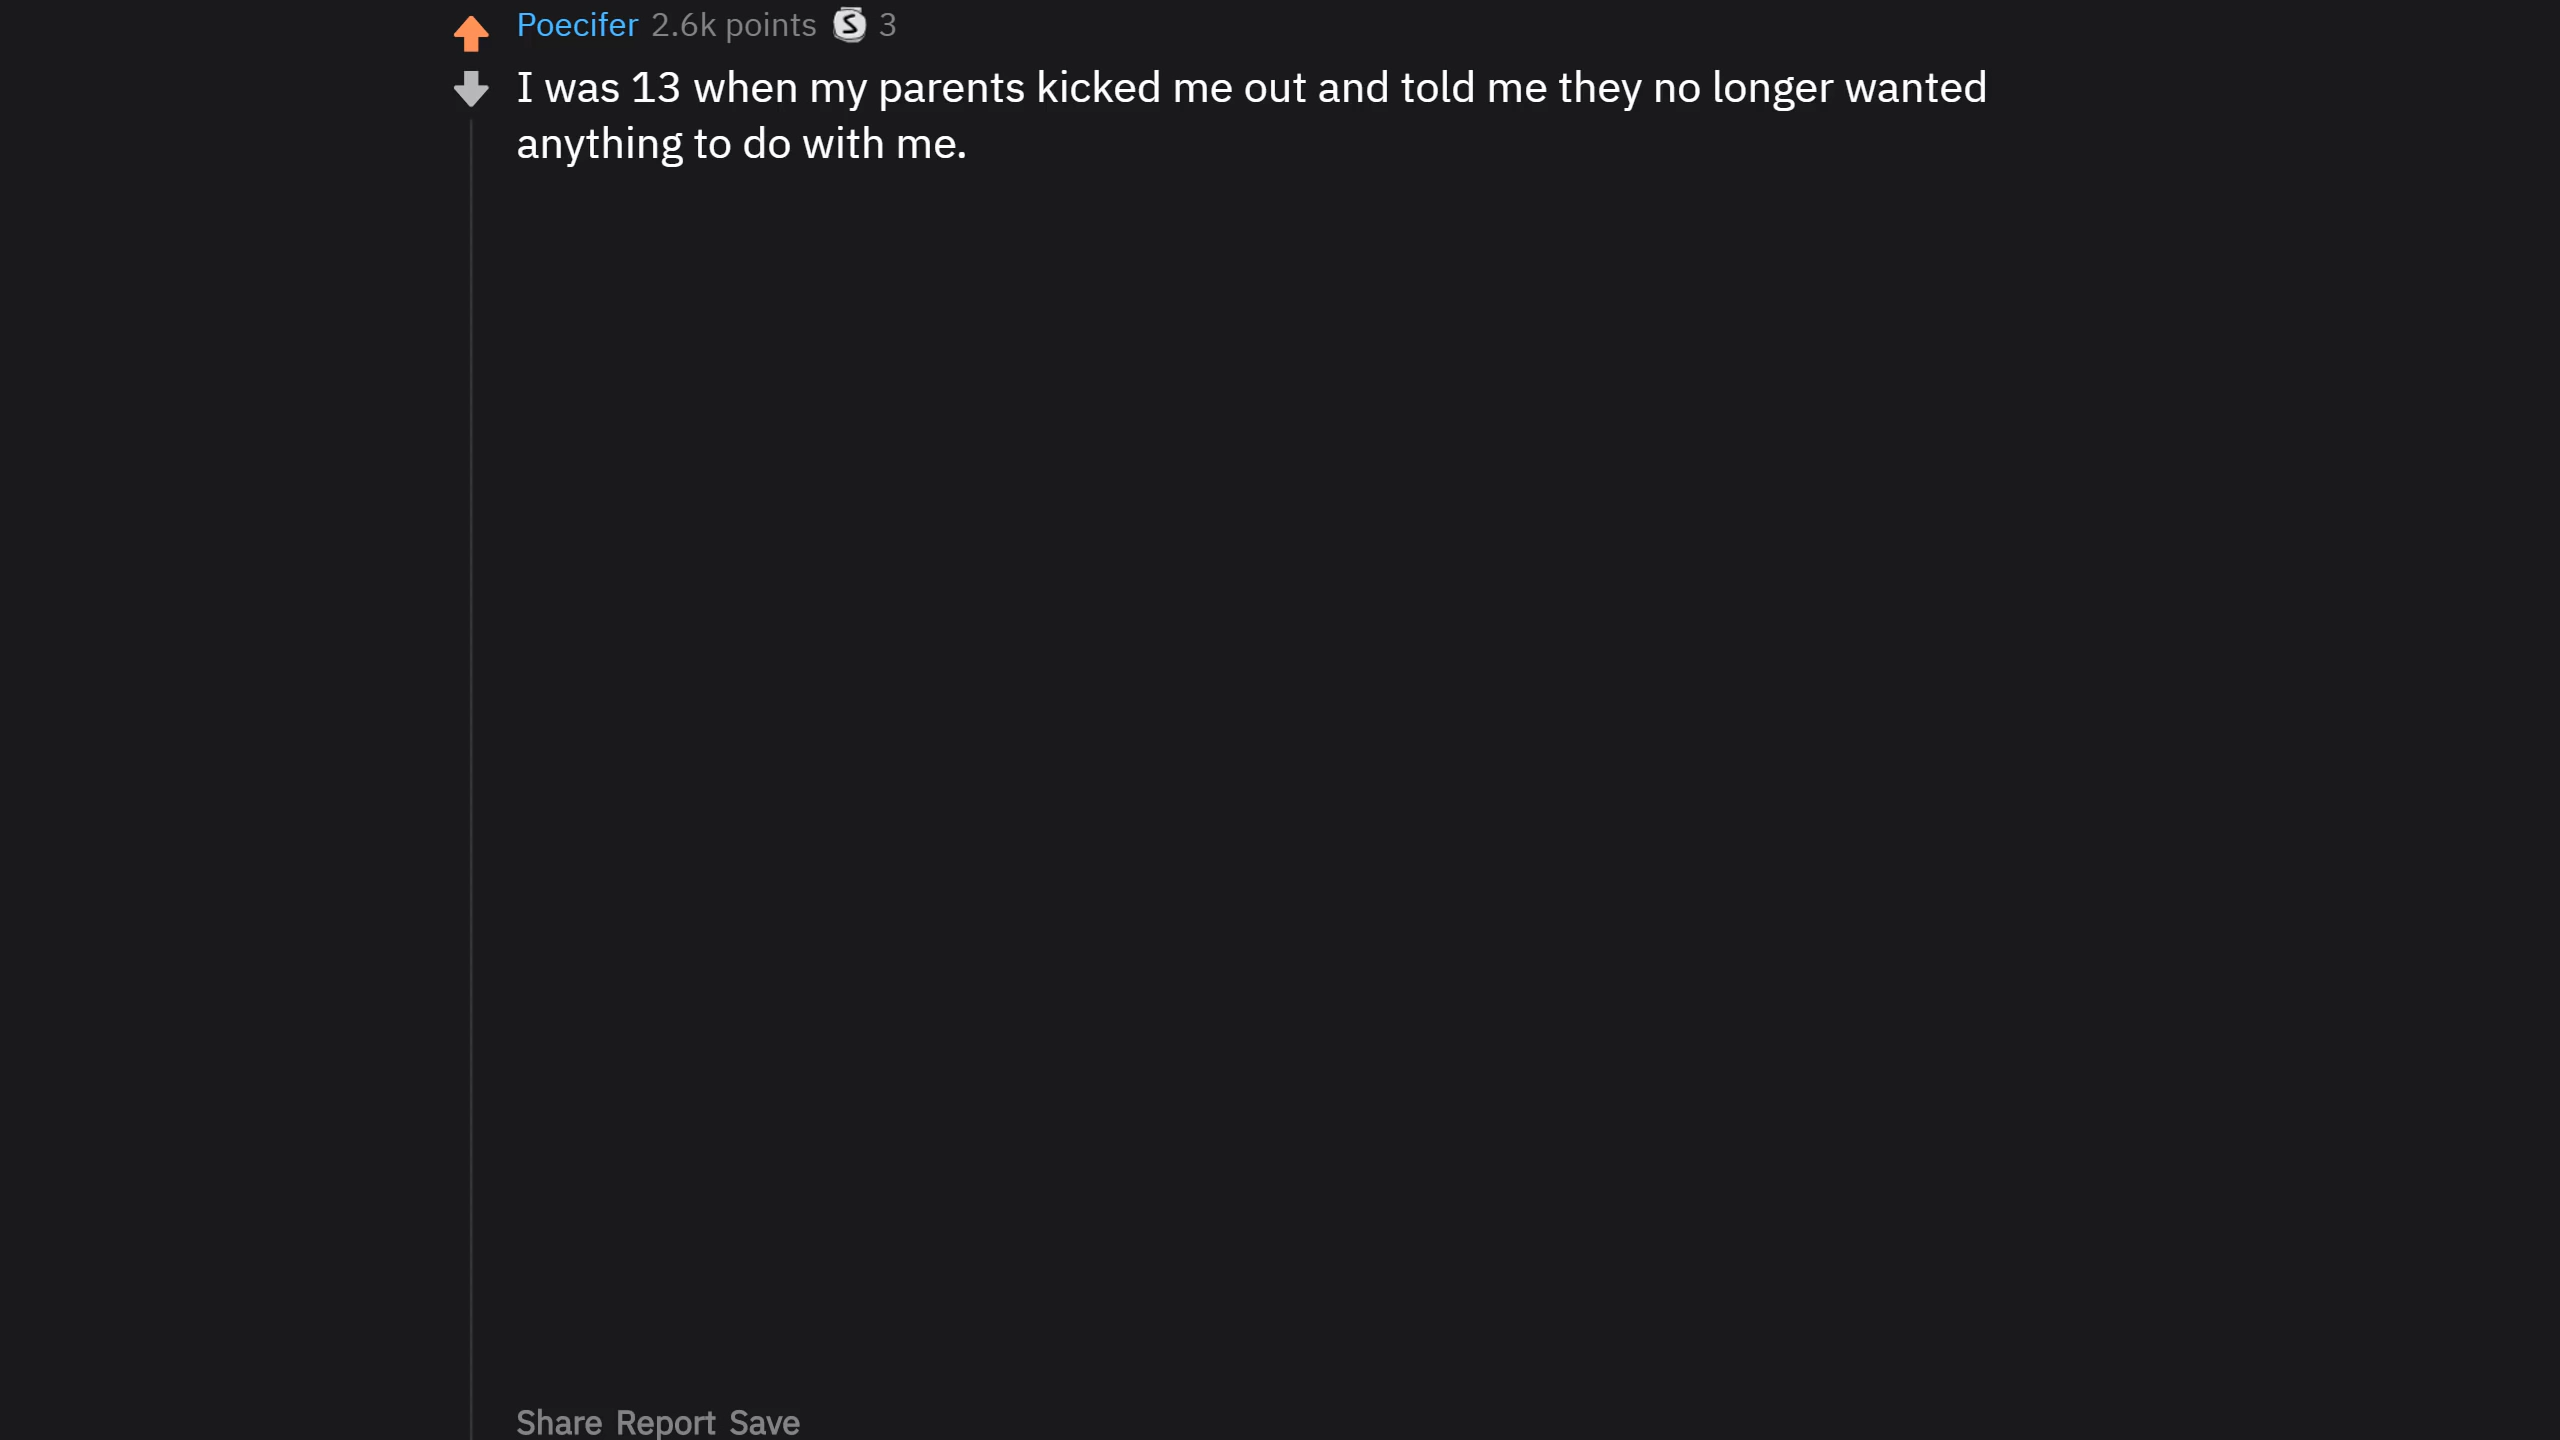 Poecifer 2.6k points S 3
I was 13 when my parents kicked me out and told me they no longer wanted
anything to do with me.
Share Report Save